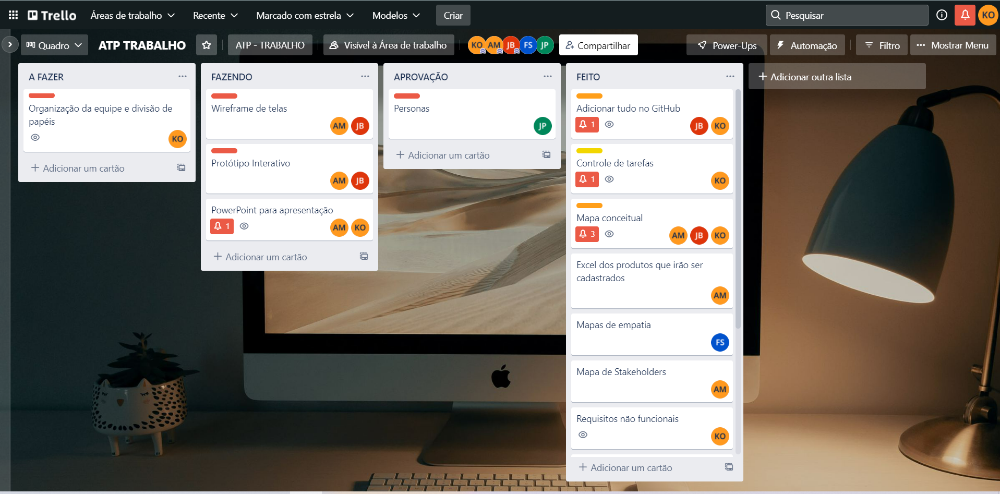 Trello
Áreas de trabalho
Recente
Marcado com estrela
Modelos
Criar
Pesquisar
KO
Quadro
ATP TRABALHO
ATP - TRABALHO
Visível à Área de trabalho
KO AM JB FS JP
Compartilhar
Power-Ups
Automação
Filtro
Mostrar Menu
A FAZER
Organização da equipe e divisão de
papéis
KO
Adicionar um cartão
FAZENDO
Wireframe de telas
AM JB
Protótipo Interativo
AM JB
PowerPoint para apresentação
1
AM KO
Adicionar um cartão
APROVAÇÃO
Personas
JP
Adicionar um cartão
FEITO
Adicionar tudo no GitHub
1
JB KO
Controle de tarefas
1
KO
Mapa conceitual
3
AM JB KO
Excel dos produtos que irão ser
cadastrados
AM
Mapas de empatia
FS
Mapa de Stakeholders
AM
Requisitos não funcionais
KO
Adicionar um cartão
Adicionar outra lista